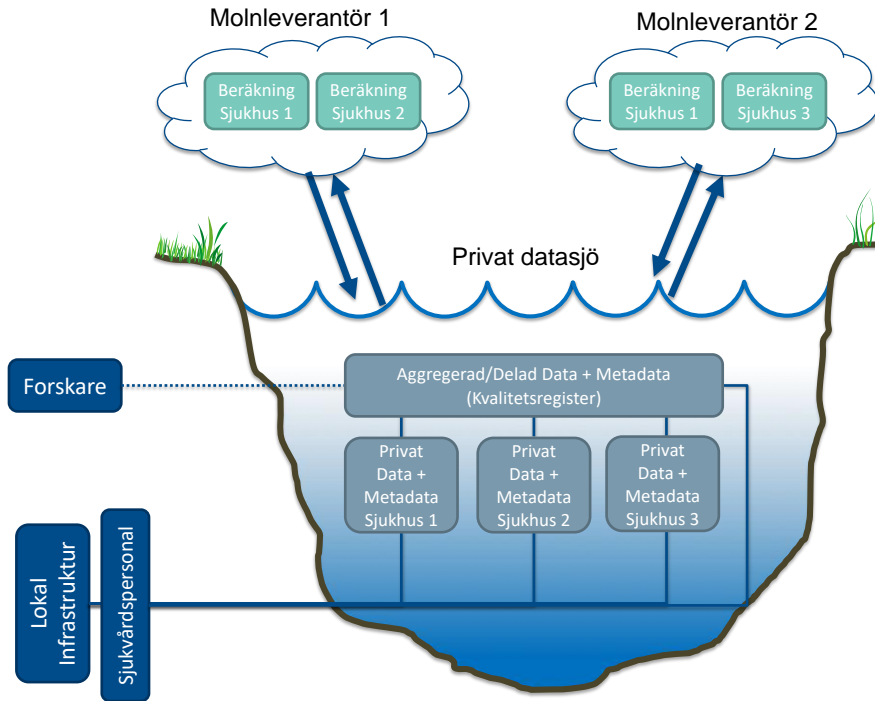 Molnleverantör 1
Molnleverantör 2
Beräkning
Sjukhus 1
Beräkning
Sjukhus 2
Beräkning
Sjukhus 1
Beräkning
Sjukhus 3
Privat datasjö
Forskare
Aggregerad/Delad Data + Metadata
(Kvalitetsregister)
Privat
Data +
Metadata
Sjukhus 1
Privat
Data +
Metadata
Sjukhus 2
Privat
Data +
Metadata
Sjukhus 3
Lokal
Infrastruktur
Sjukvårdspersonal